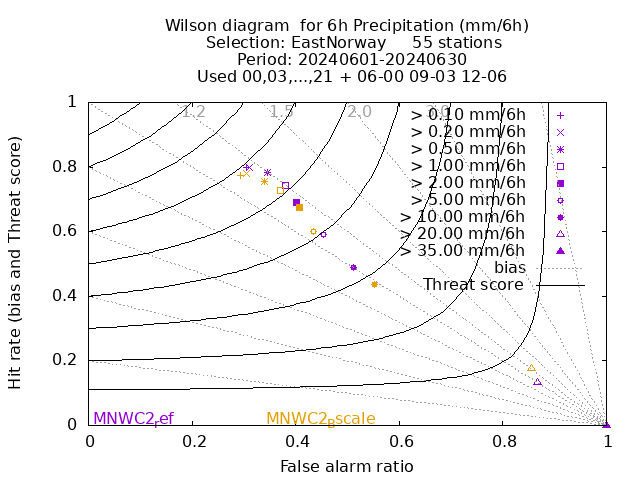 Wilson diagram  for 6h Precipitation (mm/6h)
Selection: EastNorway     55 stations
Period: 20240601-20240630
Used 00,03,...,21 + 06-00 09-03 12-06
Hit rate (bias and Threat score)
1
0.8
0.6
0.4
0.2
0
1.2
1.5
2.0
3.0
> 0.10 mm/6h
> 0.20 mm/6h
> 0.50 mm/6h
> 1.00 mm/6h
> 2.00 mm/6h
> 5.00 mm/6h
> 10.00 mm/6h
> 20.00 mm/6h
> 35.00 mm/6h
bias
Threat score
MNWC2ref
MNWC2Bscale
0
0.2
0.4
0.6
0.8
1
False alarm ratio